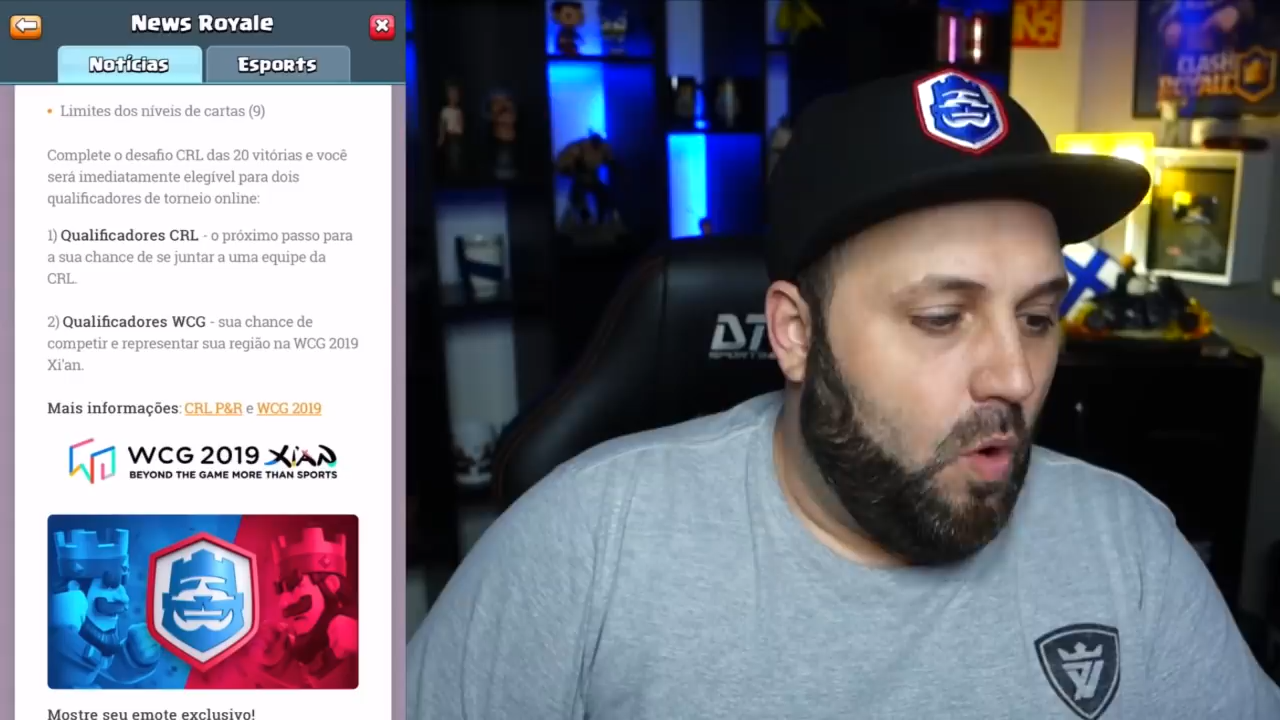 News Royale
Notícias
Esports
• Limites dos níveis de cartas (9)
Complete o desafio CRL das 20 vitórias e você
será imediatamente elegível para dois
qualificadores de torneio online:
1) Qualificadores CRL - o próximo passo para
a sua chance de se juntar a uma equipe da
CRL.
2) Qualificadores WCG - sua chance de
competir e representar sua região na WCG 2019
Xi'an.
Mais informações: CRL P&R e WCG 2019
WCG 2019 XI'AN
BEYOND THE GAME MORE THAN SPORTS
Mostre seu emote exclusivo!
CLASH
ROYALE